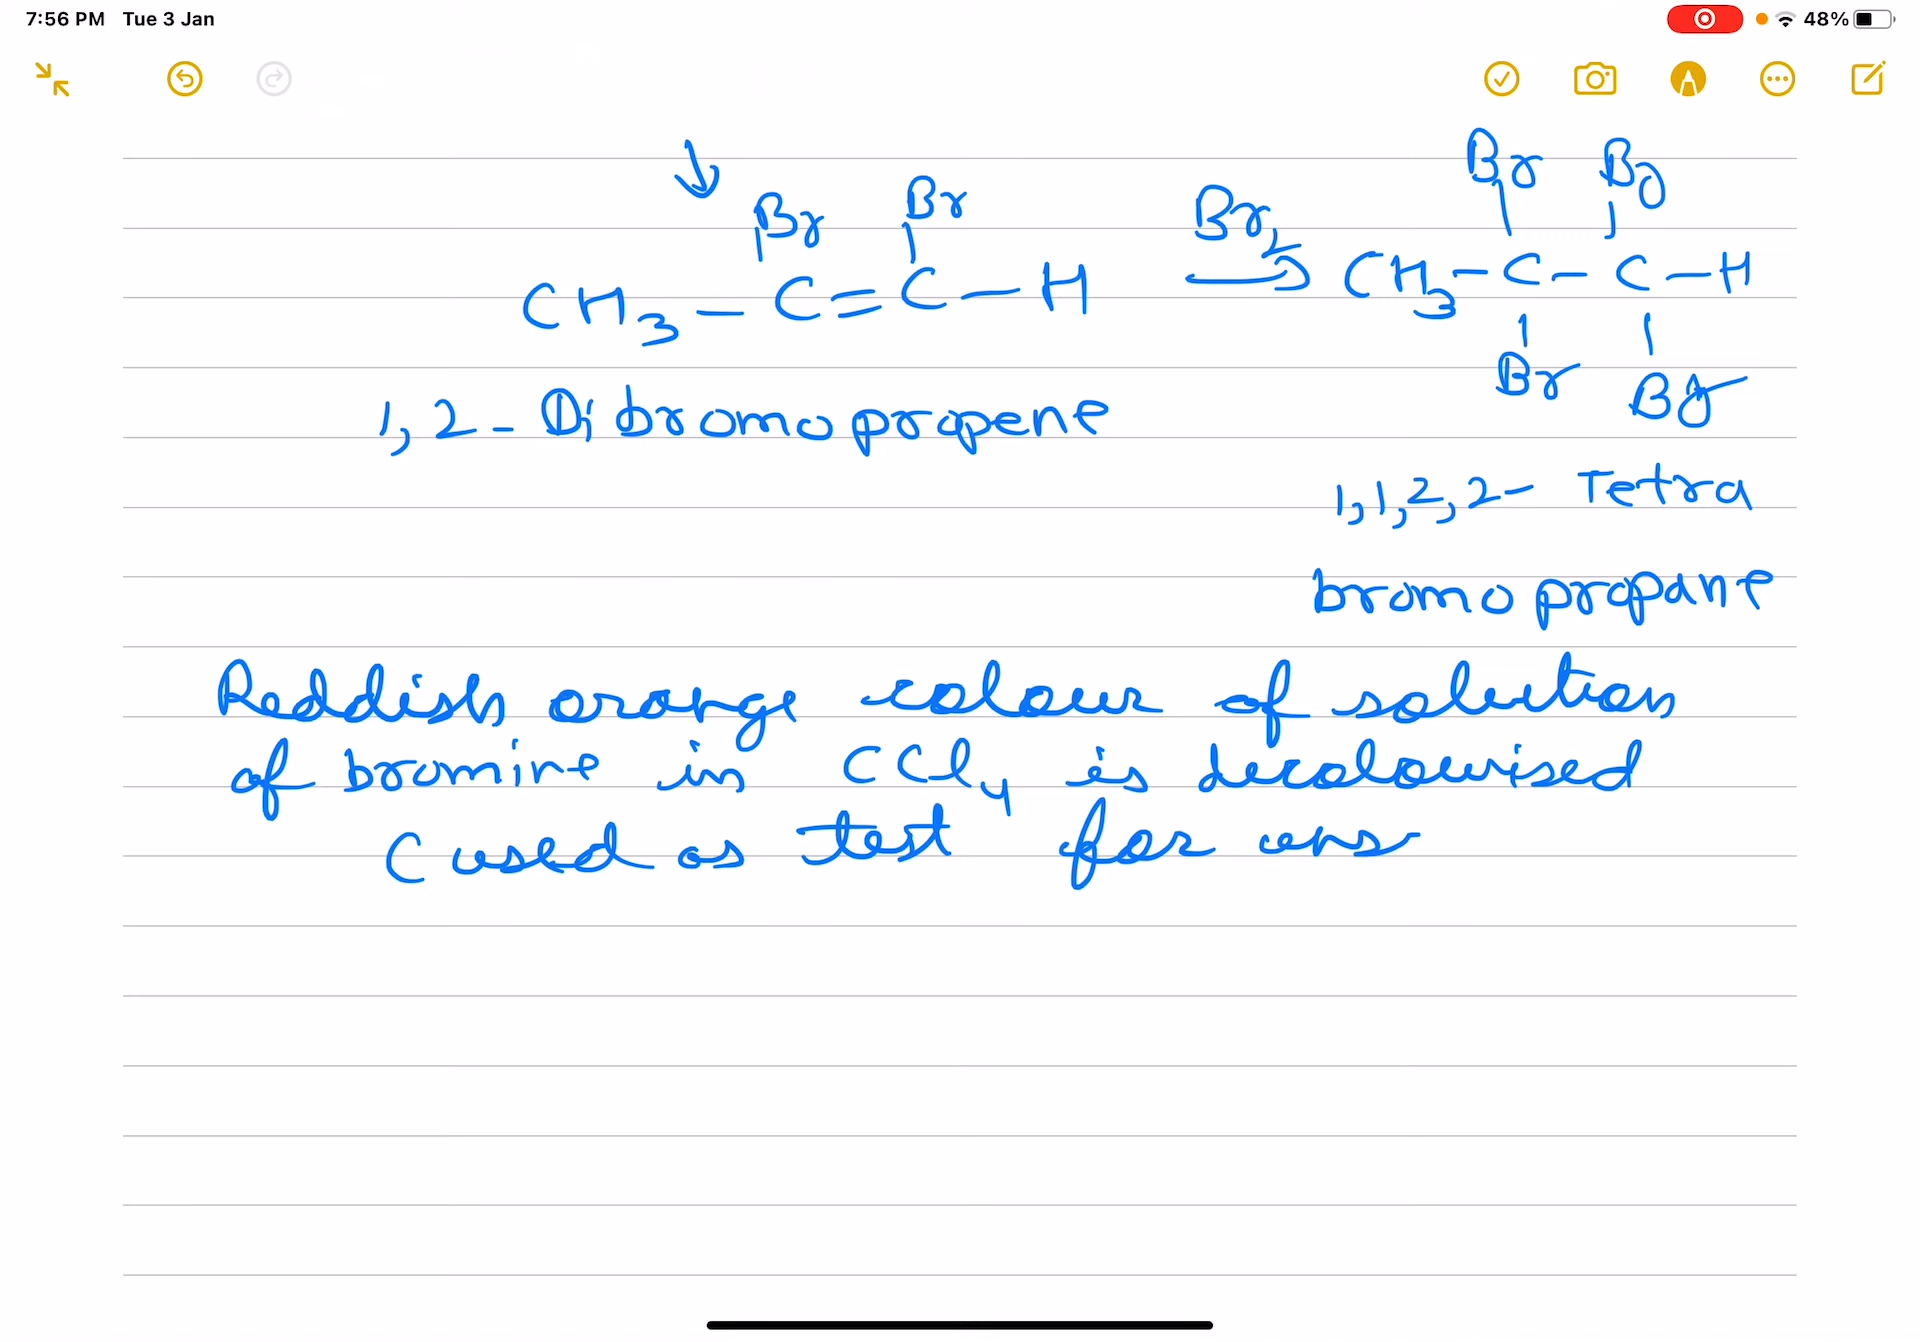 7:56 PM Tue 3 Jan 48%
Br Br Br2 Br Br
CH3 – C = C – H → CH3 – C – C – H
Br Br
1, 2 - Dibromopropene
1,1,2,2 – Tetra
bromopropane
Reddish orange colour of solution
of bromine in CCl4 is decolourised
(used as test for uns